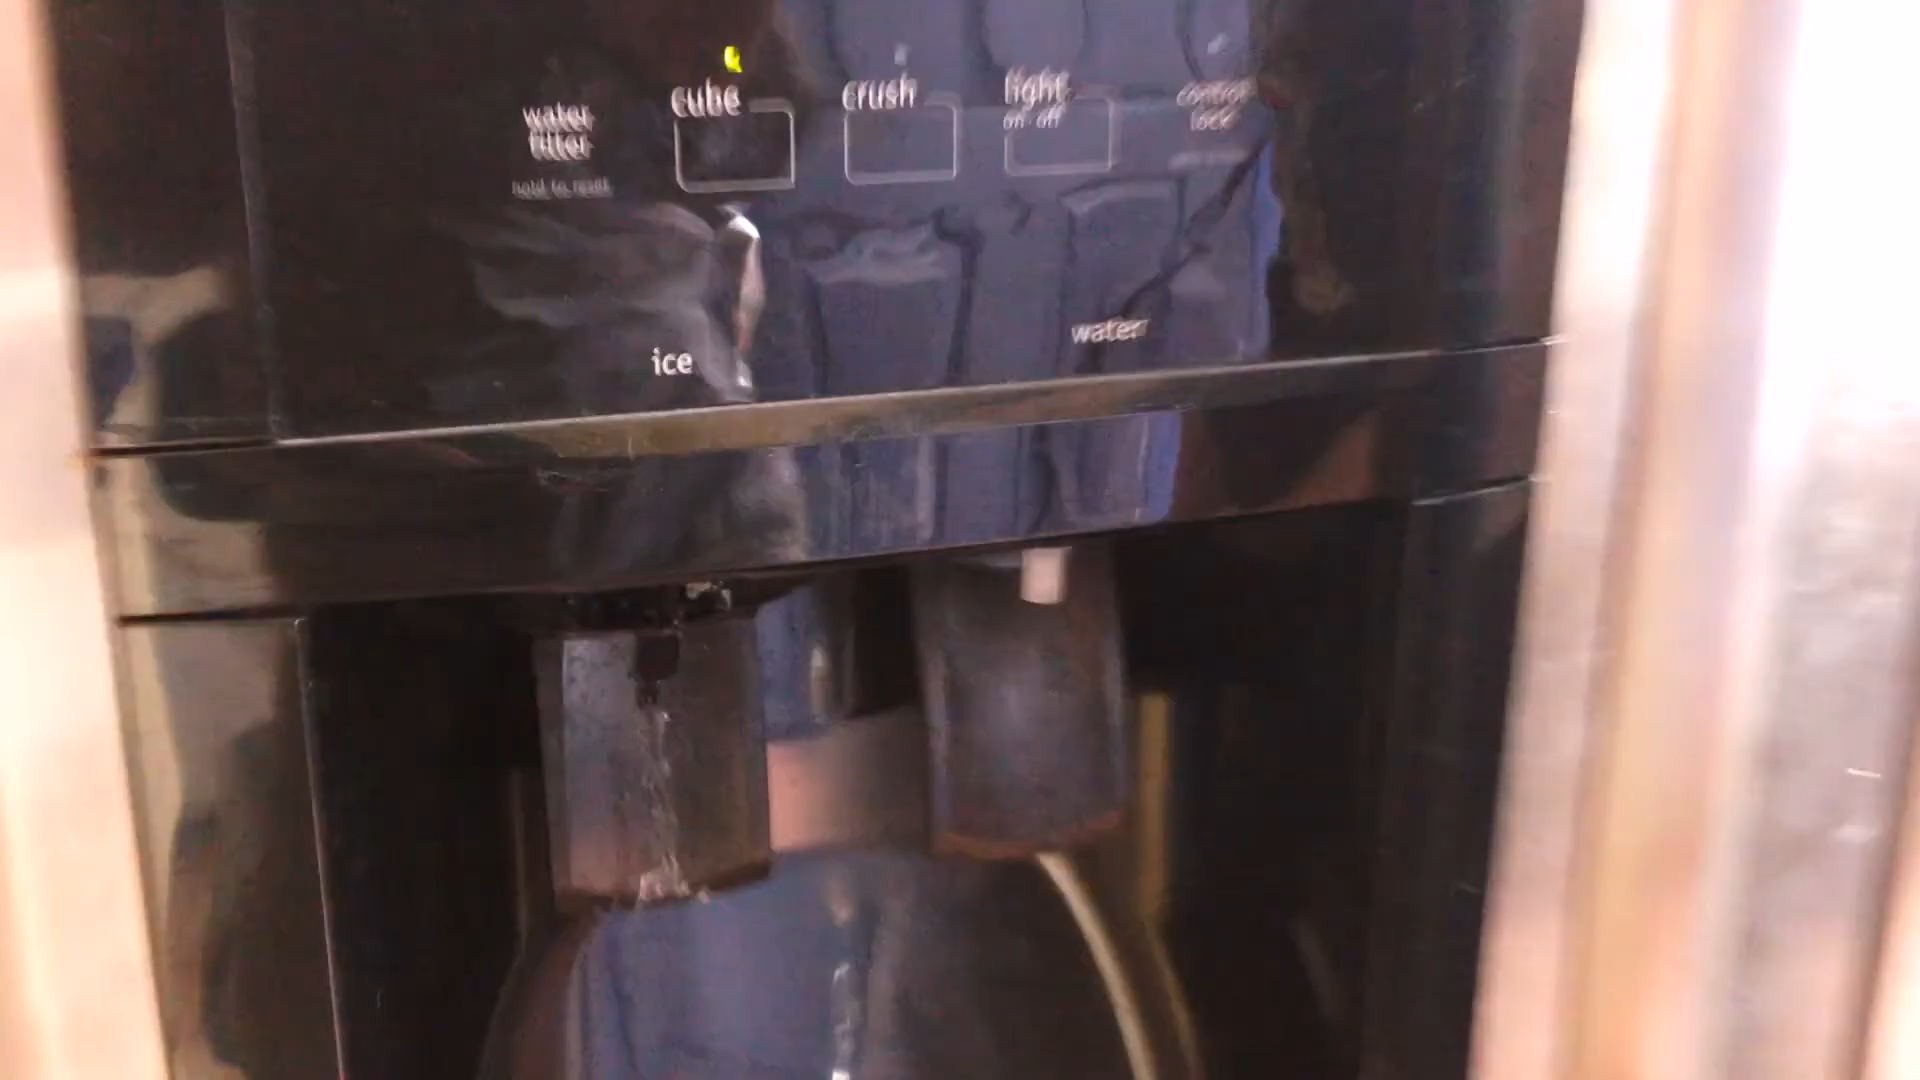 water
filter
hold to reset
cube
crush
light
on · off
control
lock
ice
water